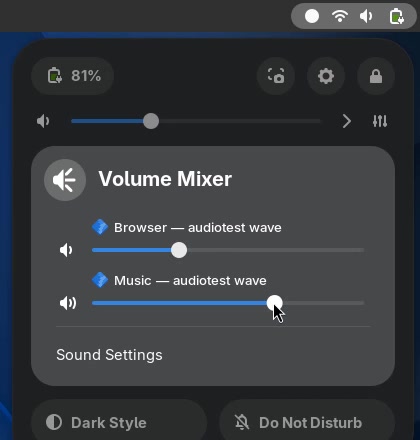 81%
Volume Mixer
Browser — audiotest wave
Music — audiotest wave
Sound Settings
Dark Style
Do Not Disturb